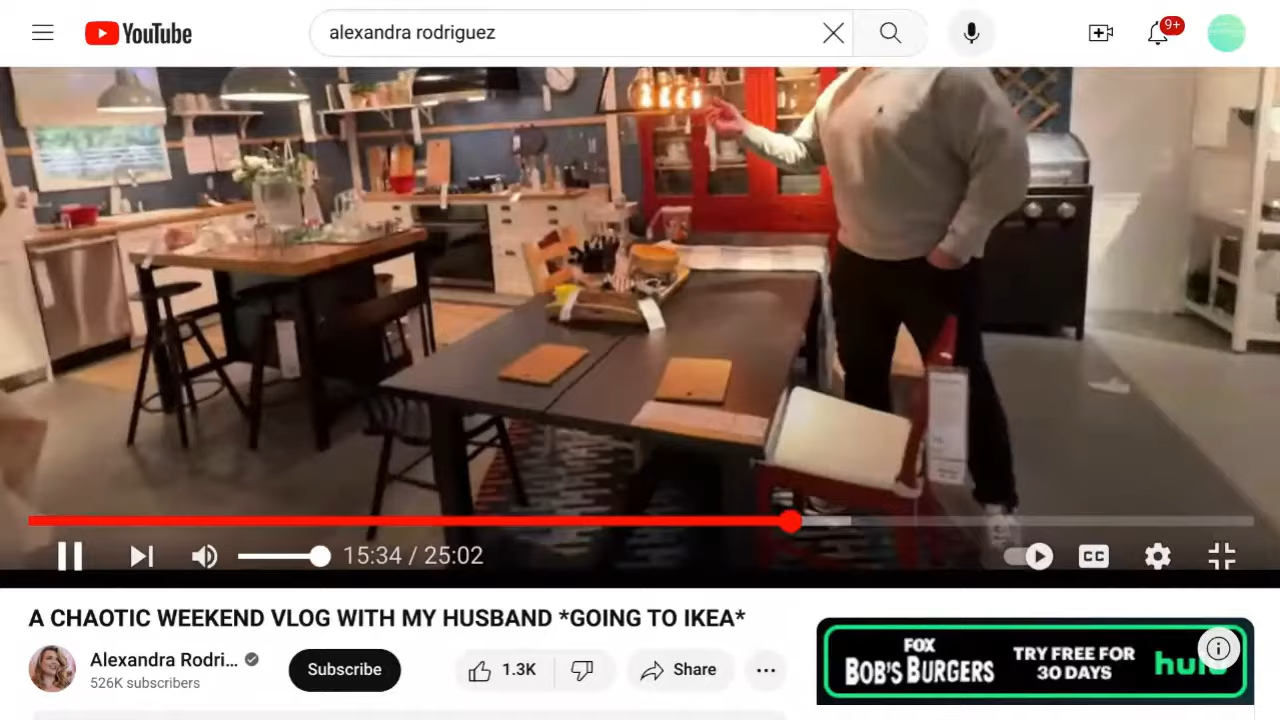 YouTube
alexandra rodriguez
9+
15:34 / 25:02
CC
A CHAOTIC WEEKEND VLOG WITH MY HUSBAND *GOING TO IKEA*
Alexandra Rodri...
526K subscribers
Subscribe
1.3K
Share
FOX
BOB'S BURGERS
TRY FREE FOR
30 DAYS
hulu